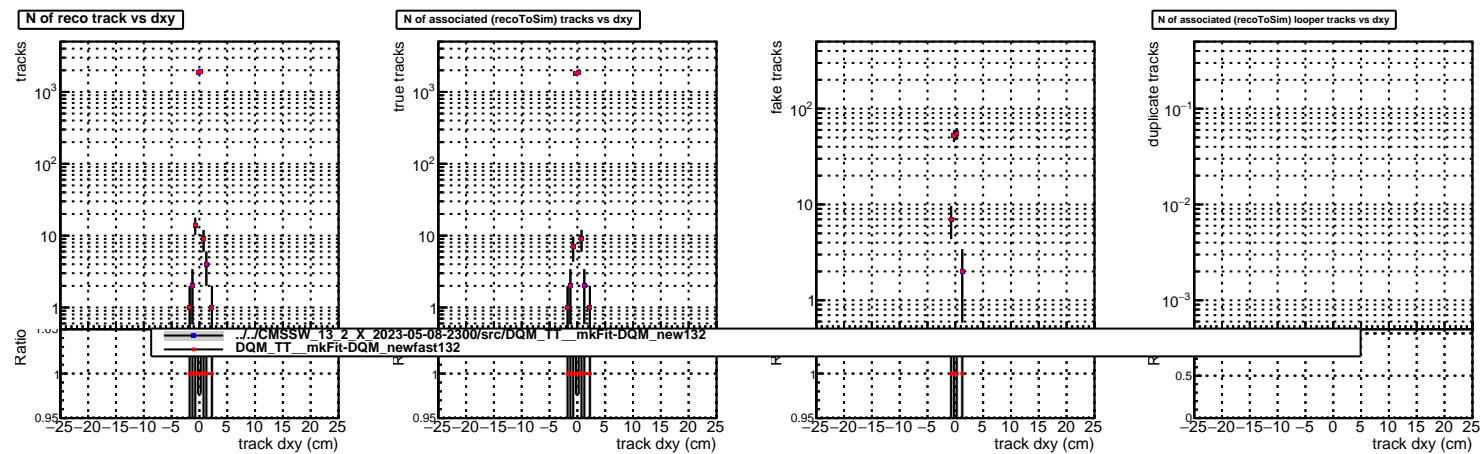 N of reco track vs dxy
tracks
10³
10²
10
1
1.05
Ratio
1
0.95
−25 −20 −15 −10 −5 0 5 10 15 20 25
track dxy (cm)
N of associated (recoToSim) tracks vs dxy
true tracks
10³
10²
10
1
1
0.95
−25 −20 −15 −10 −5 0 5 10 15 20 25
track dxy (cm)
fake tracks
10²
10
1
1
0.95
−25 −20 −15 −10 −5 0 5 10 15 20 25
track dxy (cm)
N of associated (recoToSim) looper tracks vs dxy
duplicate tracks
10⁻¹
10⁻²
10⁻³
0.5
0
−25 −20 −15 −10 −5 0 5 10 15 20 25
track dxy (cm)
../../CMSSW_13_2_X_2023-05-08-2300/src/DQM_TT__mkFit-DQM_new132
DQM_TT__mkFit-DQM_newfast132